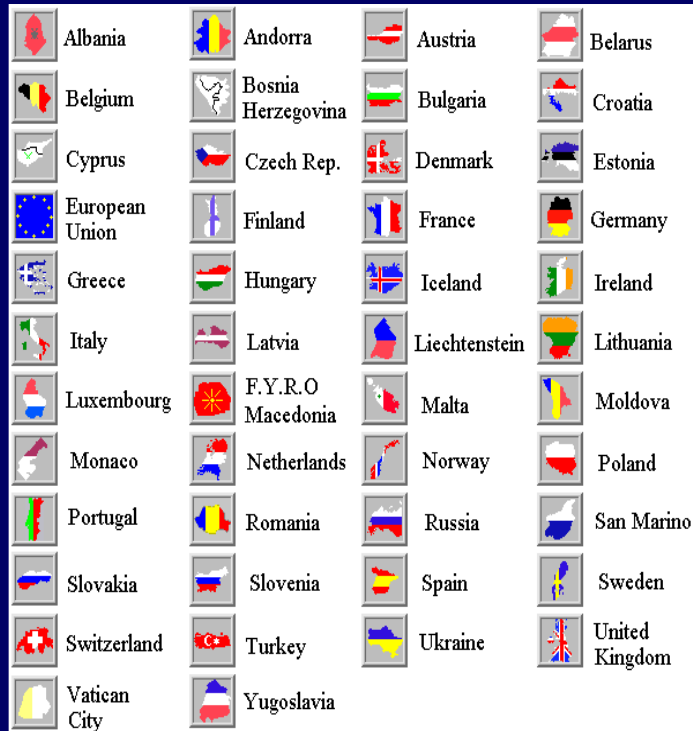 Albania
Andorra
Austria
Belarus
Belgium
Bosnia
Herzegovina
Bulgaria
Croatia
Cyprus
Czech Rep.
Denmark
Estonia
European
Union
Finland
France
Germany
Greece
Hungary
Iceland
Ireland
Italy
Latvia
Liechtenstein
Lithuania
Luxembourg
F.Y.R.O
Macedonia
Malta
Moldova
Monaco
Netherlands
Norway
Poland
Portugal
Romania
Russia
San Marino
Slovakia
Slovenia
Spain
Sweden
Switzerland
Turkey
Ukraine
United
Kingdom
Vatican
City
Yugoslavia